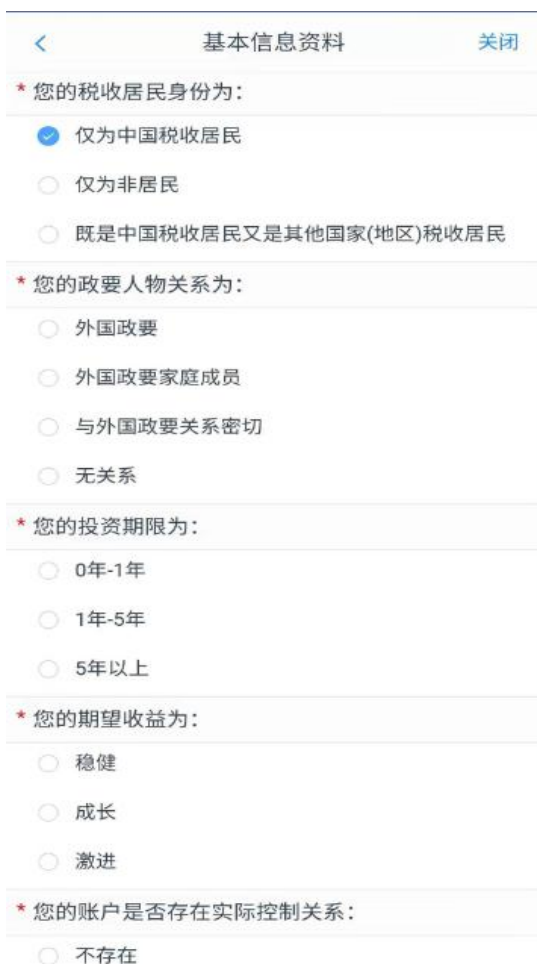 基本信息资料 关闭
* 您的税收居民身份为：
仅为中国税收居民
仅为非居民
既是中国税收居民又是其他国家(地区)税收居民
* 您的政要人物关系为：
外国政要
外国政要家庭成员
与外国政要关系密切
无关系
* 您的投资期限为：
0年-1年
1年-5年
5年以上
* 您的期望收益为：
稳健
成长
激进
* 您的账户是否存在实际控制关系：
不存在